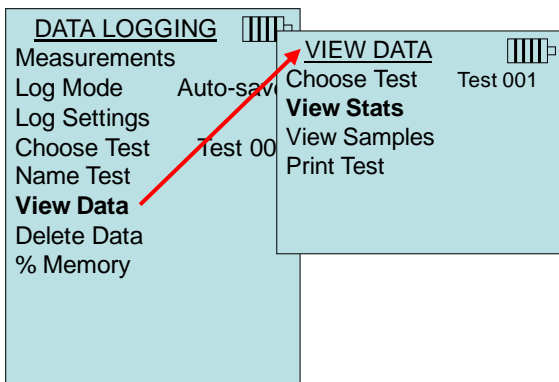 DATA LOGGING
Measurements
Log Mode Auto-save
Log Settings
Choose Test Test 00
Name Test
View Data
Delete Data
% Memory
VIEW DATA
Choose Test Test 001
View Stats
View Samples
Print Test